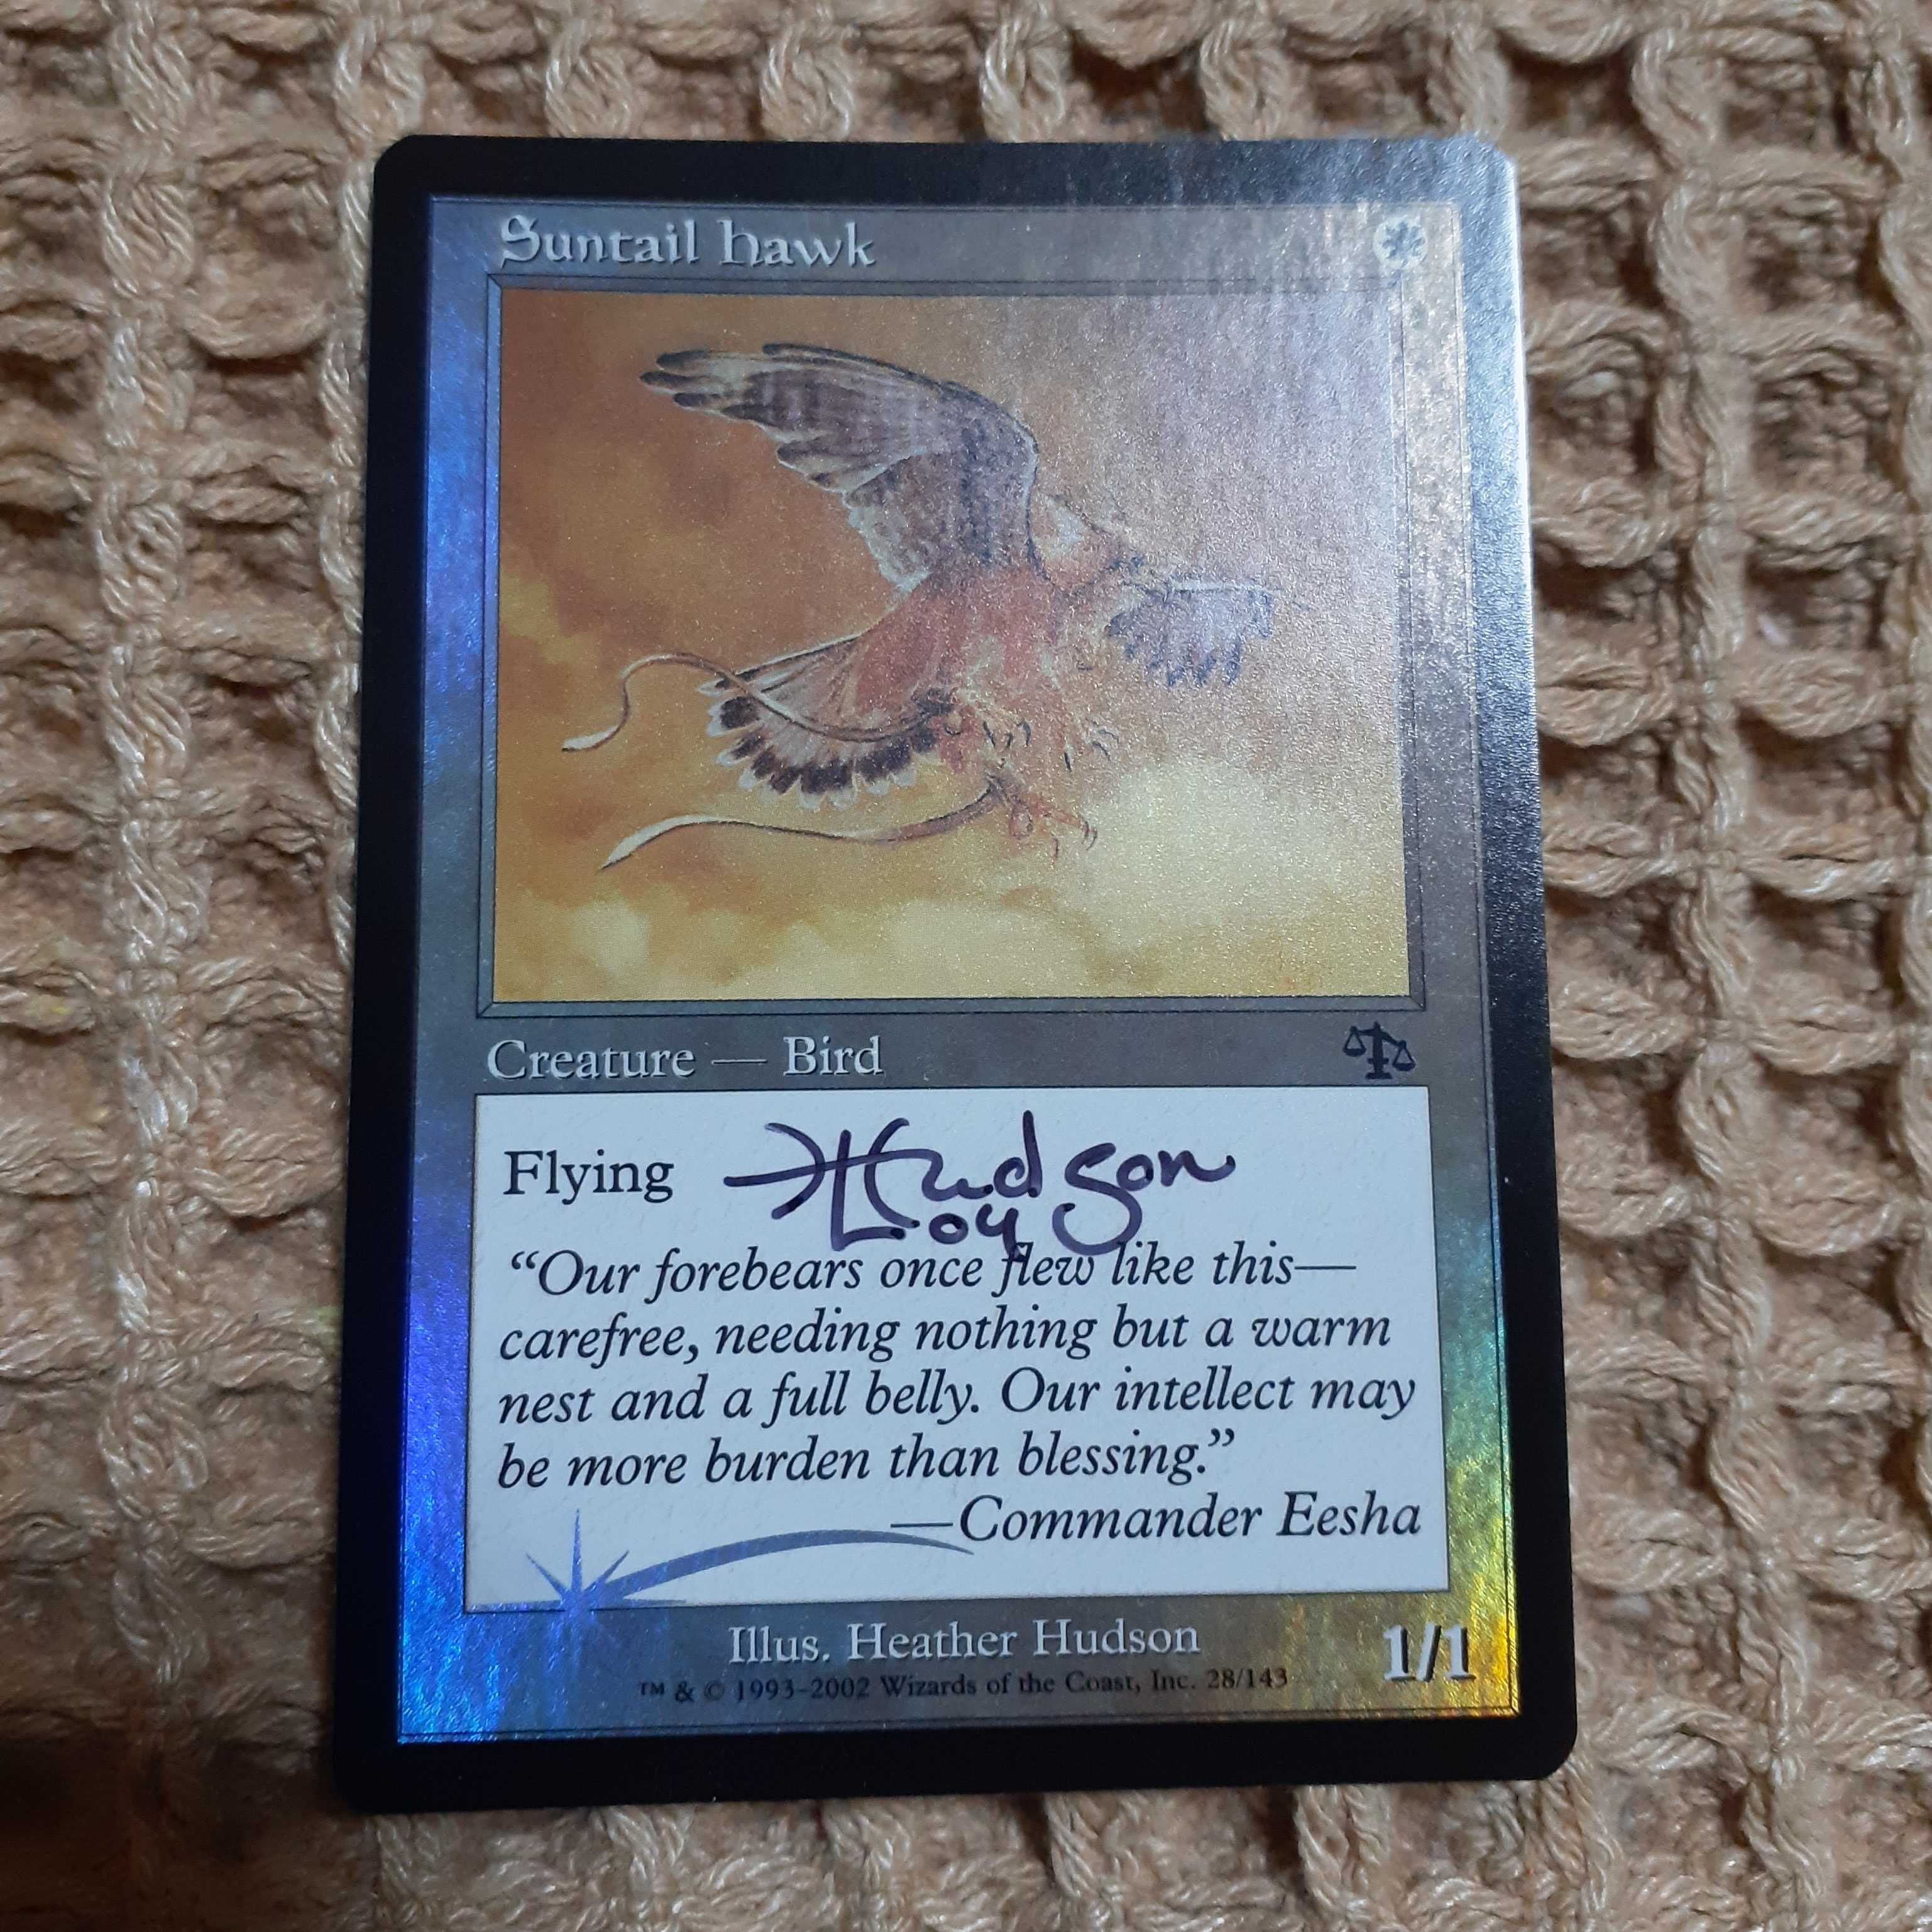 Suntail Hawk
Creature — Bird
Flying
Hudson
04
“Our forebears once flew like this—
carefree, needing nothing but a warm
nest and a full belly. Our intellect may
be more burden than blessing.”
—Commander Eesha
Illus. Heather Hudson
1/1
™ & © 1993–2002 Wizards of the Coast, Inc. 28/143